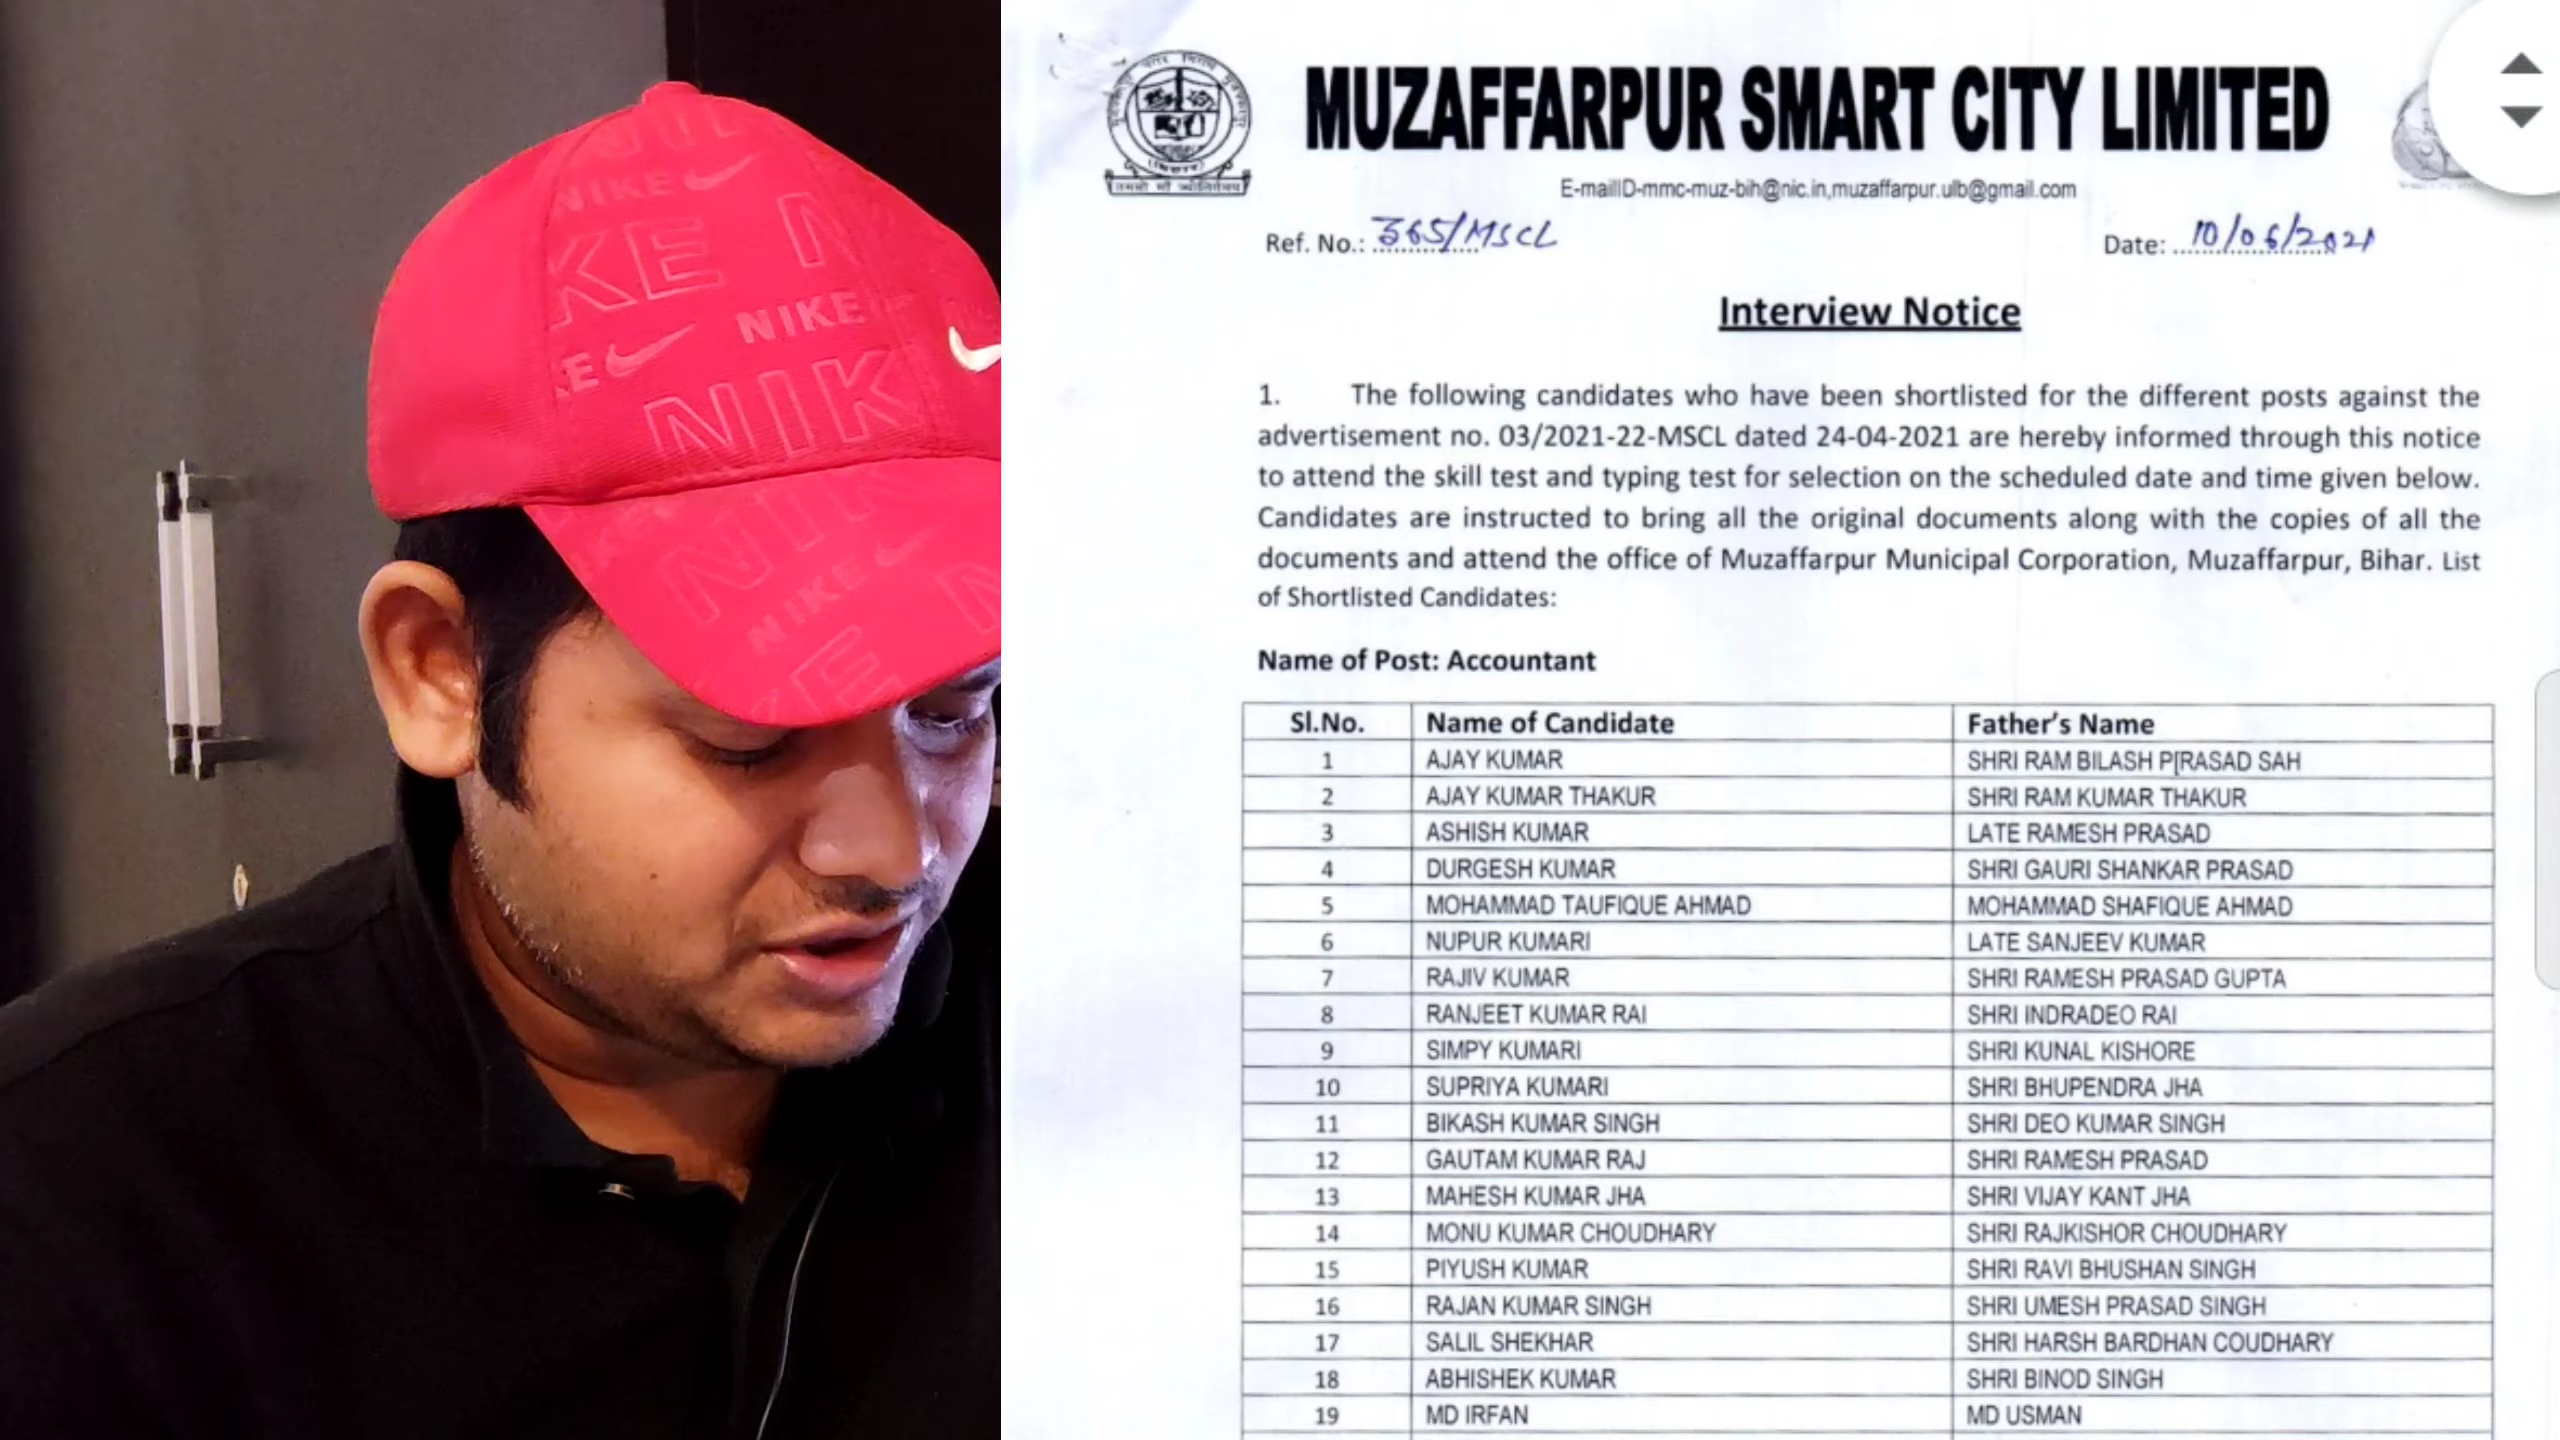 NIKE
KE
NIKE
NIK
NIKE
MUZAFFARPUR SMART CITY LIMITED
E-mailID-mmc-muz-bih@nic.in,muzaffarpur.ulb@gmail.com
Ref. No.: 365/MSCL Date: 10/06/2021
Interview Notice
1. The following candidates who have been shortlisted for the different posts against the
advertisement no. 03/2021-22-MSCL dated 24-04-2021 are hereby informed through this notice
to attend the skill test and typing test for selection on the scheduled date and time given below.
Candidates are instructed to bring all the original documents along with the copies of all the
documents and attend the office of Muzaffarpur Municipal Corporation, Muzaffarpur, Bihar. List
of Shortlisted Candidates:
Name of Post: Accountant
Sl.No. Name of Candidate Father's Name
1 AJAY KUMAR SHRI RAM BILASH P[RASAD SAH
2 AJAY KUMAR THAKUR SHRI RAM KUMAR THAKUR
3 ASHISH KUMAR LATE RAMESH PRASAD
4 DURGESH KUMAR SHRI GAURI SHANKAR PRASAD
5 MOHAMMAD TAUFIQUE AHMAD MOHAMMAD SHAFIQUE AHMAD
6 NUPUR KUMARI LATE SANJEEV KUMAR
7 RAJIV KUMAR SHRI RAMESH PRASAD GUPTA
8 RANJEET KUMAR RAI SHRI INDRADEO RAI
9 SIMPY KUMARI SHRI KUNAL KISHORE
10 SUPRIYA KUMARI SHRI BHUPENDRA JHA
11 BIKASH KUMAR SINGH SHRI DEO KUMAR SINGH
12 GAUTAM KUMAR RAJ SHRI RAMESH PRASAD
13 MAHESH KUMAR JHA SHRI VIJAY KANT JHA
14 MONU KUMAR CHOUDHARY SHRI RAJKISHOR CHOUDHARY
15 PIYUSH KUMAR SHRI RAVI BHUSHAN SINGH
16 RAJAN KUMAR SINGH SHRI UMESH PRASAD SINGH
17 SALIL SHEKHAR SHRI HARSH BARDHAN COUDHARY
18 ABHISHEK KUMAR SHRI BINOD SINGH
19 MD IRFAN MD USMAN